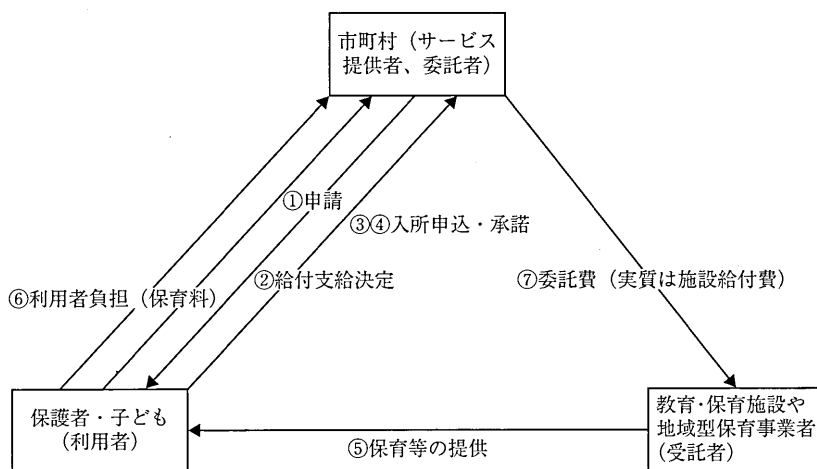 市町村（サービス
提供者、委託者）
①申請
③④入所申込・承諾
②給付支給決定
⑥利用者負担（保育料）
⑦委託費（実質は施設給付費）
保護者・子ども
（利用者）
⑤保育等の提供
教育・保育施設や
地域型保育事業者
（受託者）